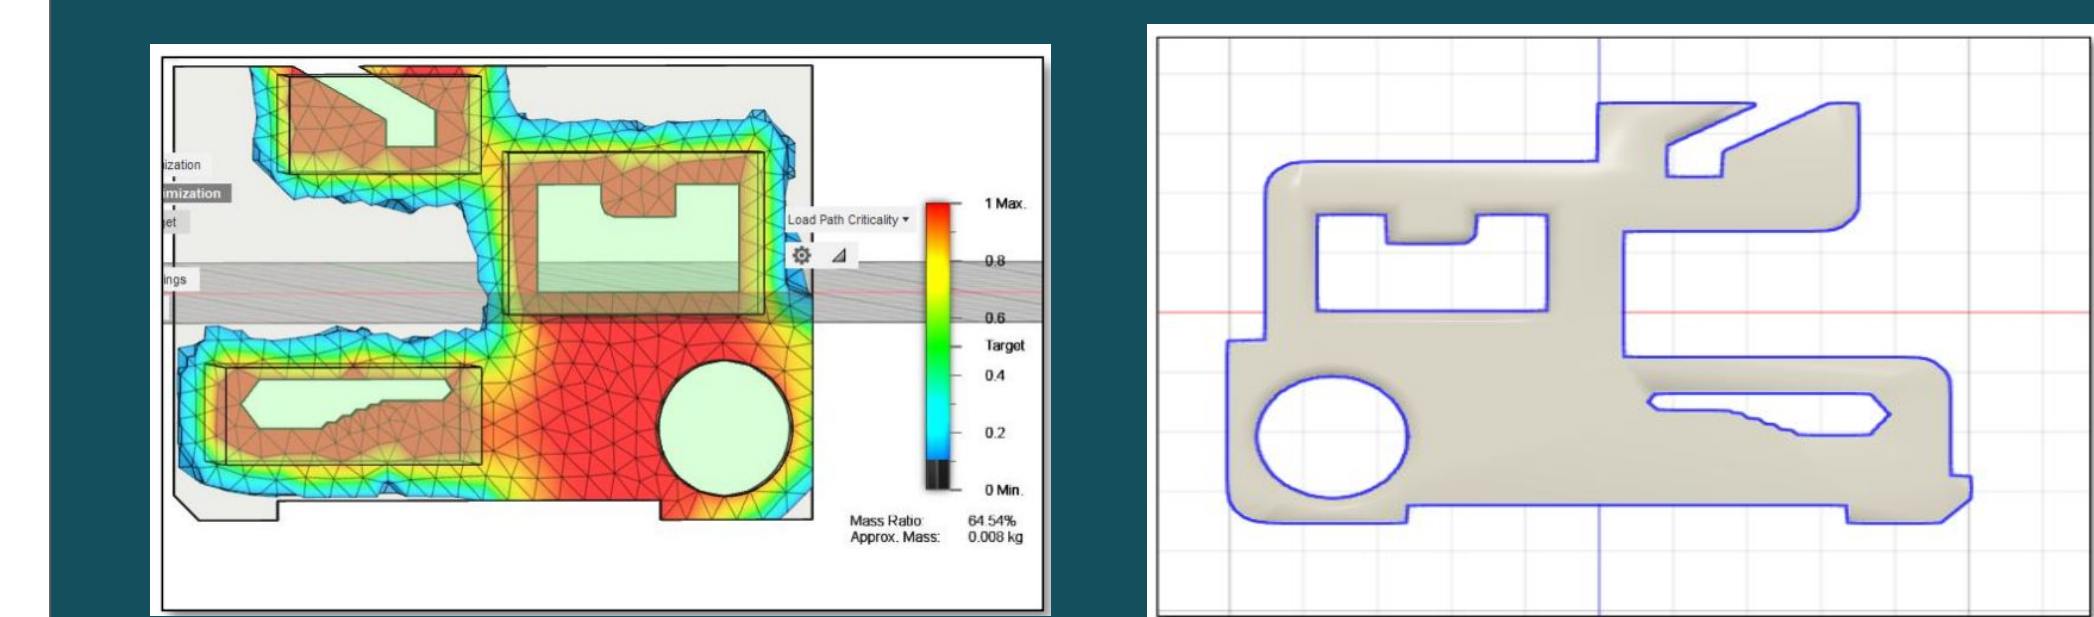 ization
imization
get
ings
Load Path Criticality
1 Max.
0.8
0.6
Target
0.4
0.2
0 Min.
Mass Ratio: 64.54%
Approx. Mass: 0.008 kg